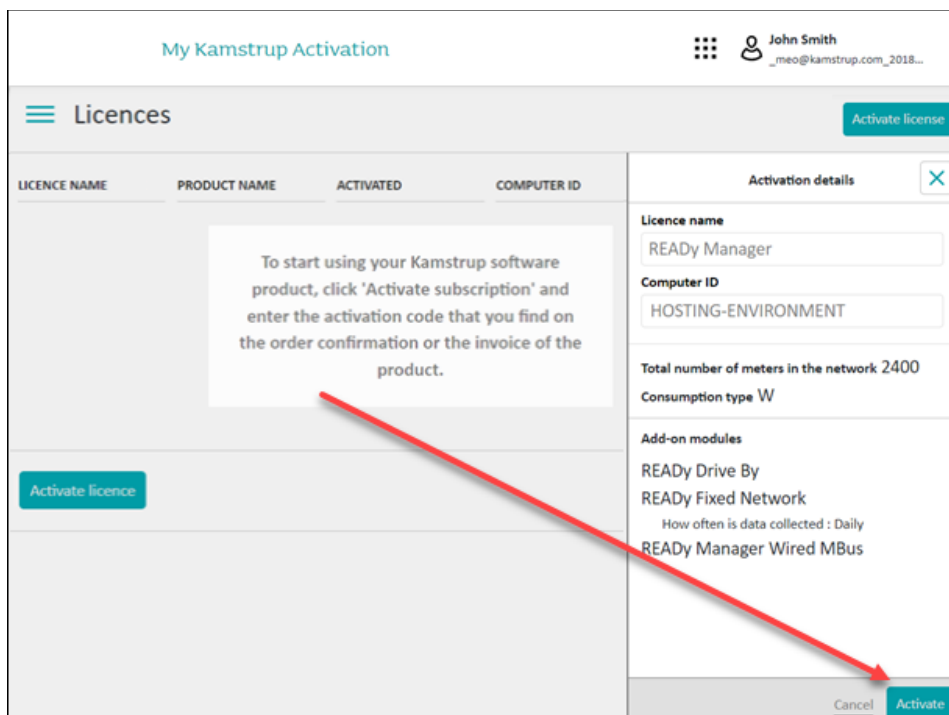 My Kamstrup Activation
John Smith
_meo@kamstrup.com_2018...
Licences
Activate license
LICENCE NAME
PRODUCT NAME
ACTIVATED
COMPUTER ID
To start using your Kamstrup software
product, click 'Activate subscription' and
enter the activation code that you find on
the order confirmation or the invoice of the
product.
Activate licence
Activation details
Licence name
READy Manager
Computer ID
HOSTING-ENVIRONMENT
Total number of meters in the network 2400
Consumption type W
Add-on modules
READy Drive By
READy Fixed Network
How often is data collected : Daily
READy Manager Wired MBus
Cancel
Activate